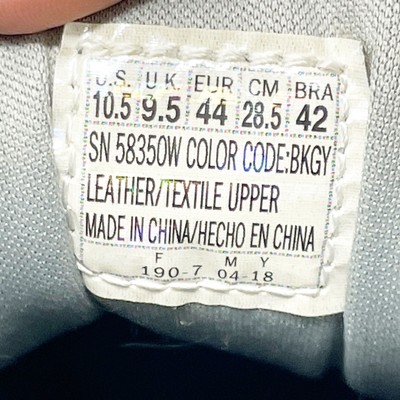 U.S. U.K. EUR CM BRA
10.5 9.5 44 28.5 42
SN 58350W COLOR CODE:BKGY
LEATHER/TEXTILE UPPER
MADE IN CHINA/HECHO EN CHINA
F M Y
190-7 04-18